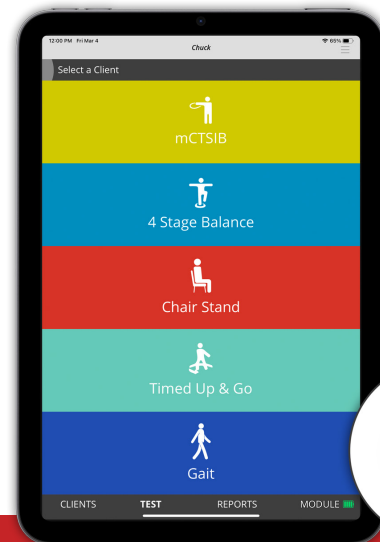 12:00 PM Fri Mar 4 65%
Chuck
Select a Client
mCTSIB
4 Stage Balance
Chair Stand
Timed Up & Go
Gait
CLIENTS TEST REPORTS MODULE